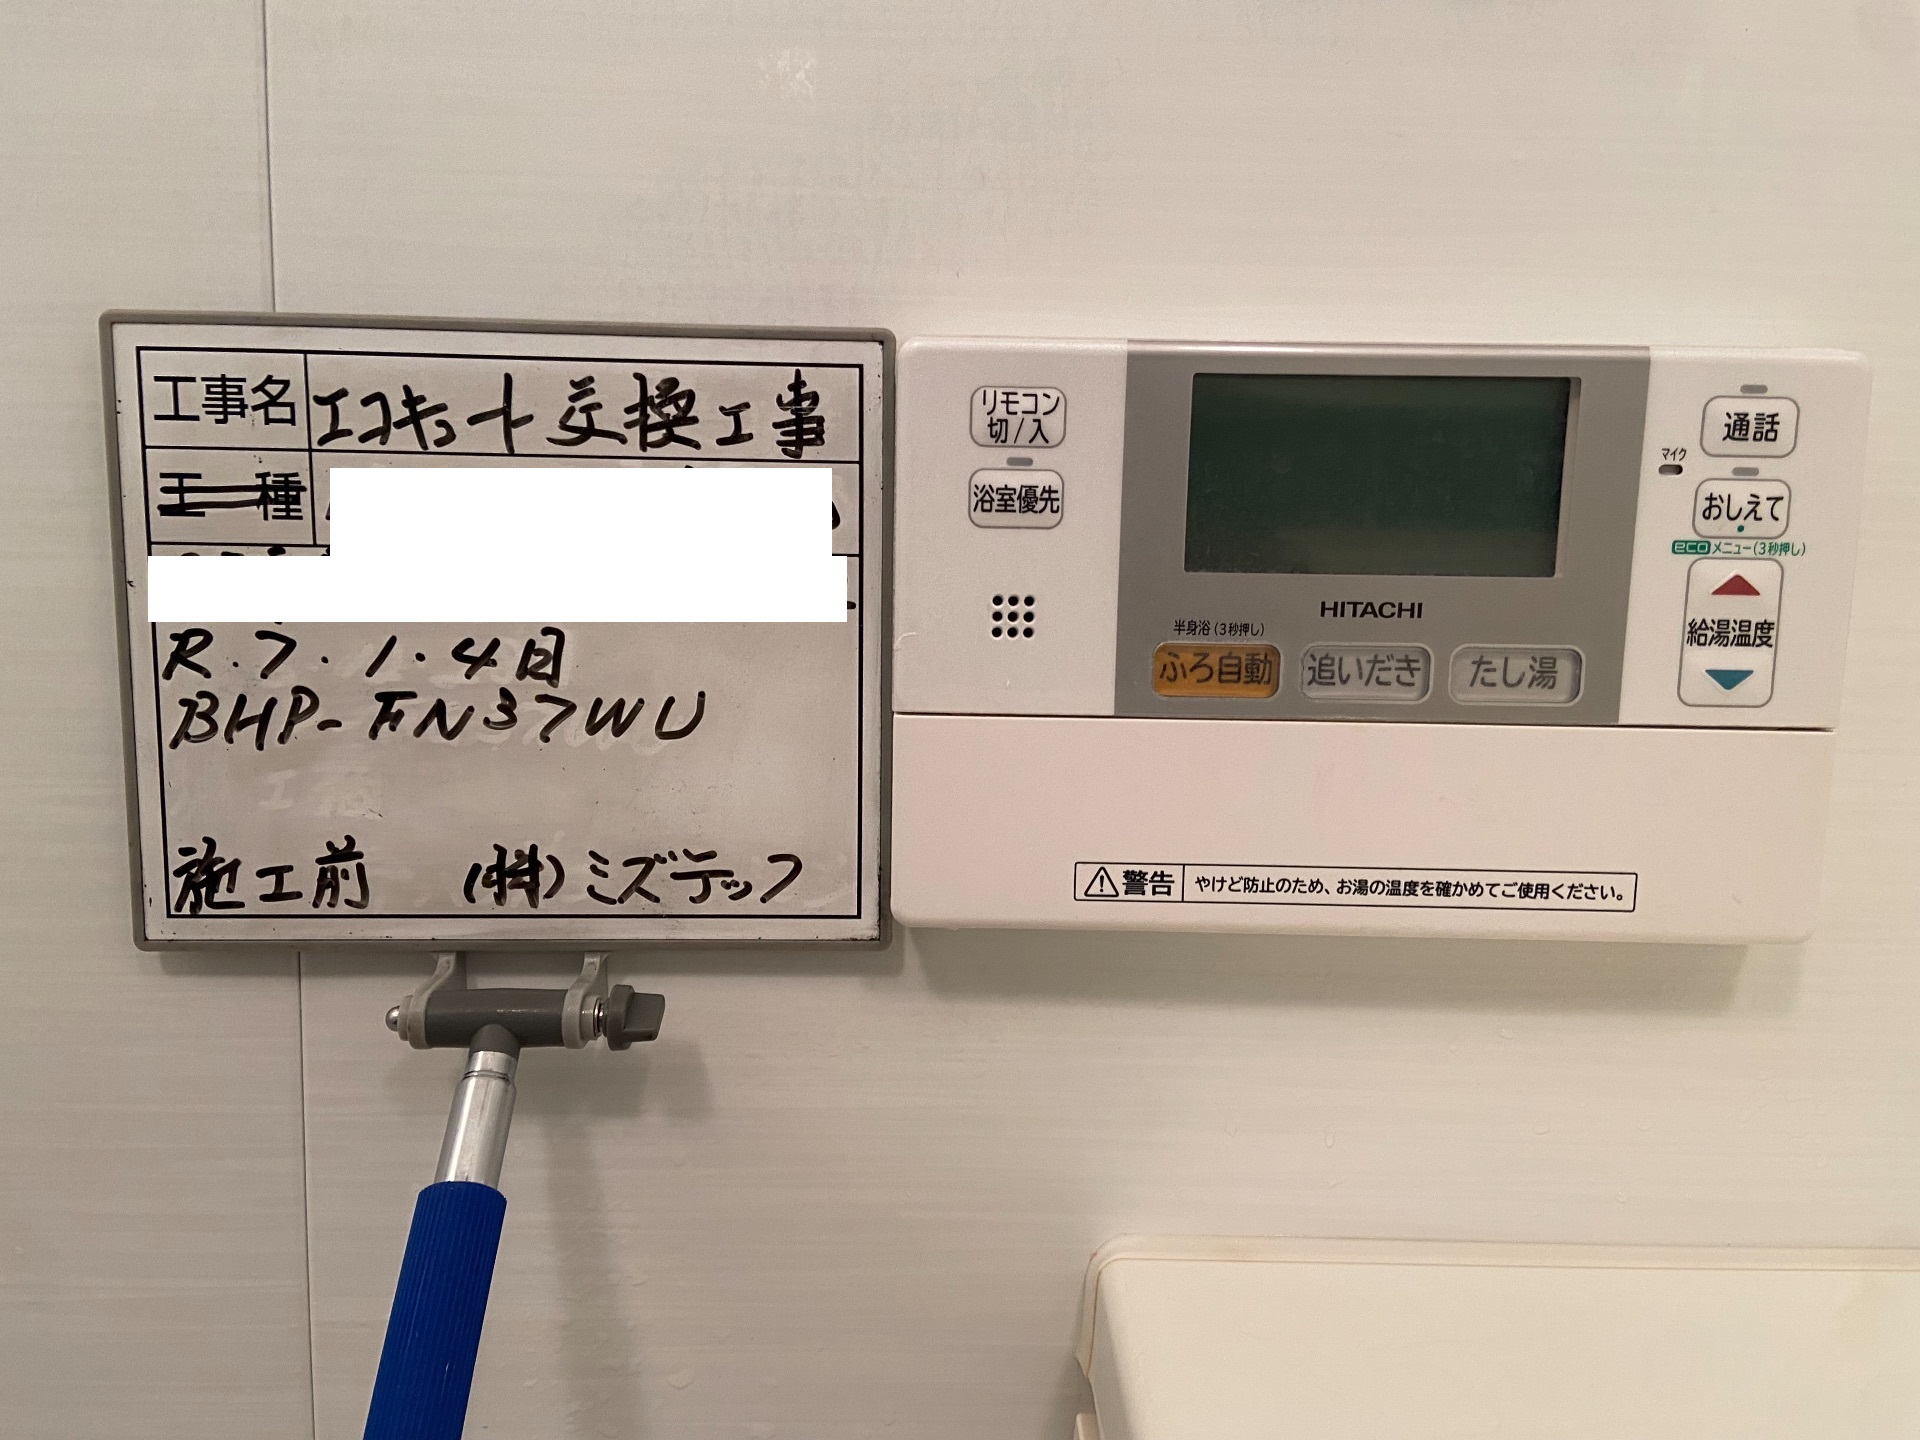 工事名 エコキュート交換工事
工種
R.7.1.4日
BHP-FN37WU
施工前 (株)ミズテック
リモコン
切/入
浴室優先
HITACHI
半身浴(3秒押し)
ふろ自動 追いだき たし湯
通話
マイク
おしえて
eco メニュー(3秒押し)
給湯温度
警告 やけど防止のため、お湯の温度を確かめてご使用ください。